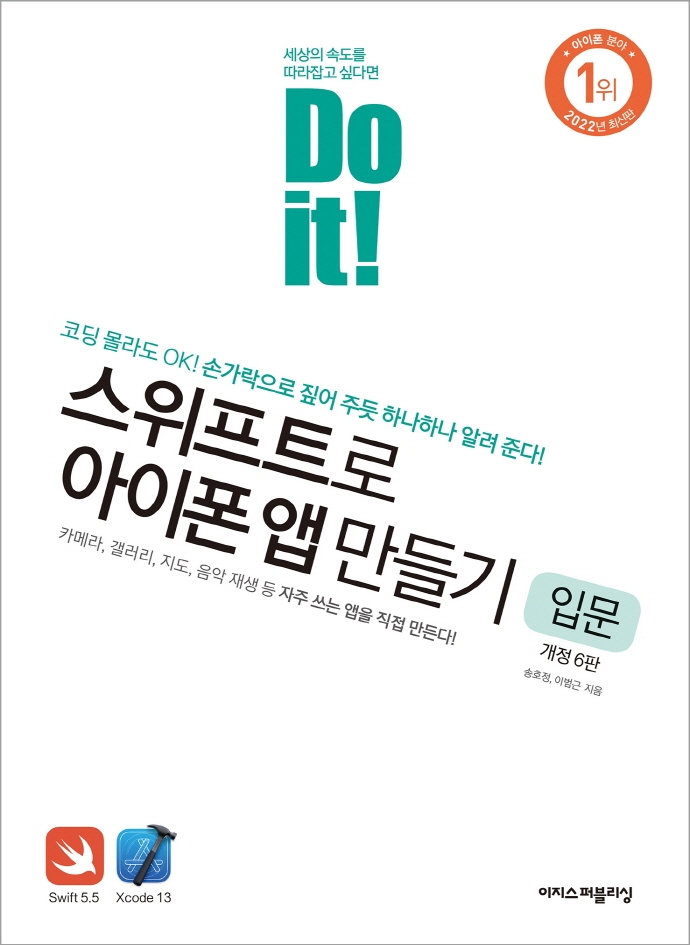 세상의 속도를
따라잡고 싶다면
Do
it!
아이폰 분야
1위
2022년 최신판
코딩 몰라도 OK! 손가락으로 짚어 주듯 하나하나 알려 준다!
스위프트로
아이폰 앱 만들기
입문
카메라, 갤러리, 지도, 음악 재생 등 자주 쓰는 앱을 직접 만든다!
개정 6판
송호정, 이범근 지음
Swift 5.5
Xcode 13
이지스퍼블리싱